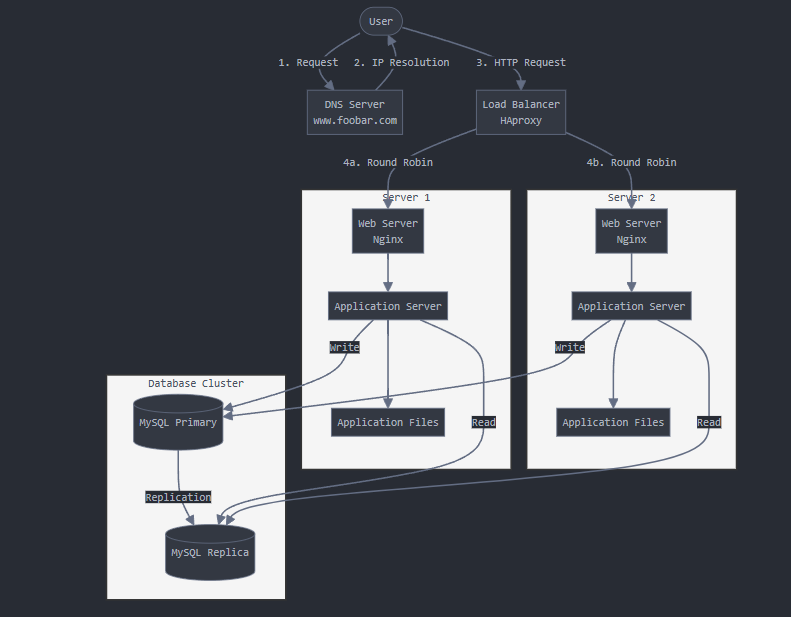 User
1. Request
2. IP Resolution
3. HTTP Request
DNS Server
www.foobar.com
Load Balancer
HAproxy
4a. Round Robin
4b. Round Robin
Server 1
Server 2
Web Server
Nginx
Web Server
Nginx
Application Server
Application Server
Write
Write
Database Cluster
MySQL Primary
Application Files
Read
Application Files
Read
Replication
MySQL Replica